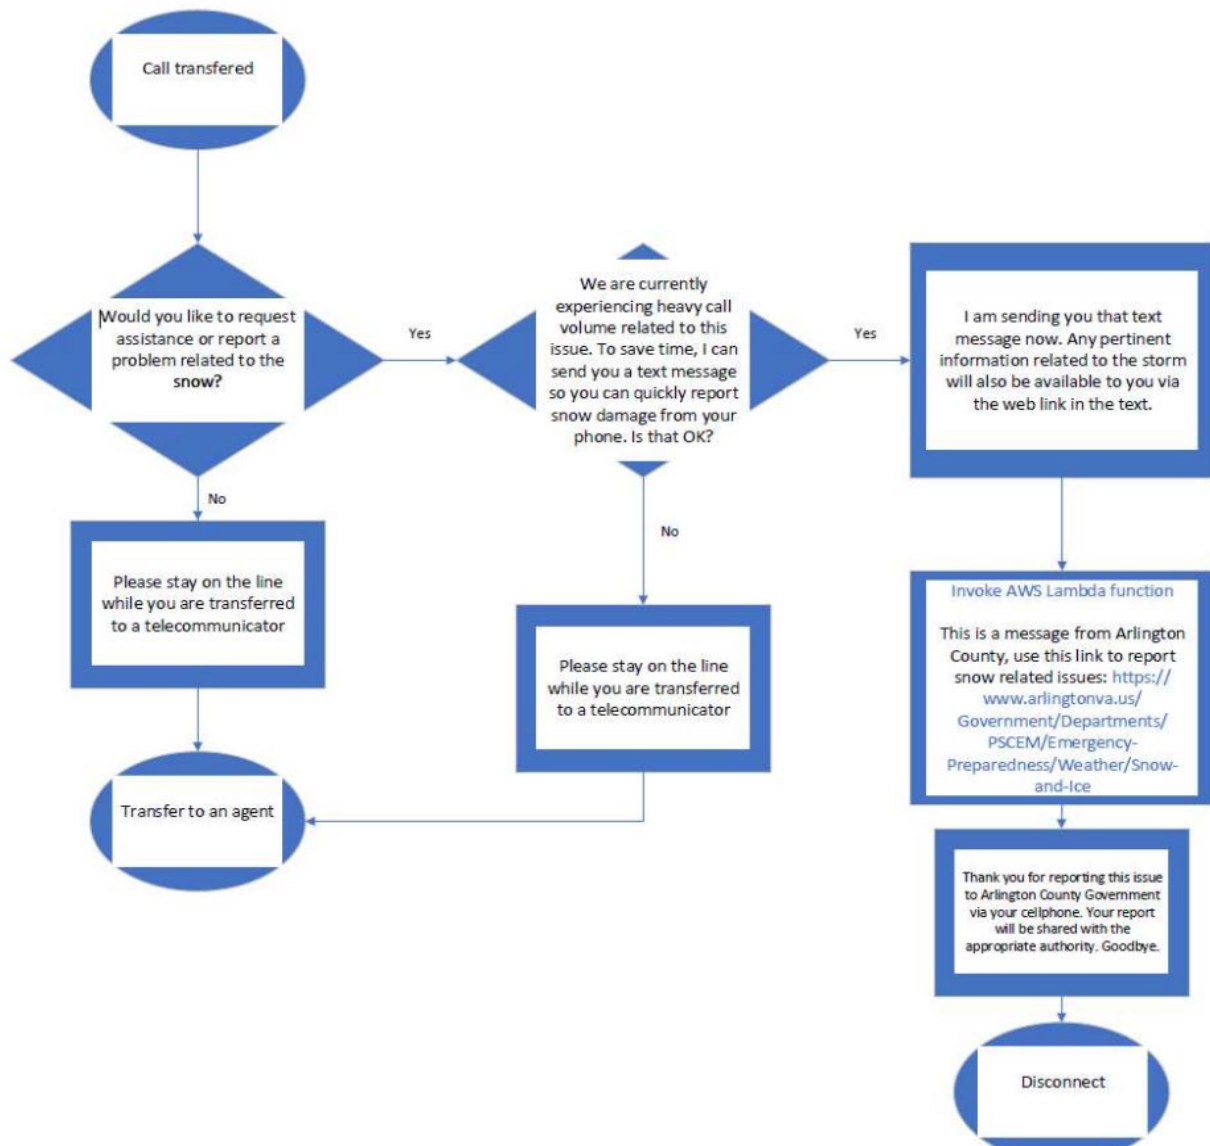 Call transfered
Would you like to request
assistance or report a
problem related to the
snow?
Yes
We are currently
experiencing heavy call
volume related to this
issue. To save time, I can
send you a text message
so you can quickly report
snow damage from your
phone. Is that OK?
Yes
I am sending you that text
message now. Any pertinent
information related to the storm
will also be available to you via
the web link in the text.
No
Please stay on the line
while you are transferred
to a telecommunicator
No
Please stay on the line
while you are transferred
to a telecommunicator
Transfer to an agent
Invoke AWS Lambda function
This is a message from Arlington
County, use this link to report
snow related issues: https://
www.arlingtonva.us/
Government/Departments/
PSCEM/Emergency-
Preparedness/Weather/Snow-
and-Ice
Thank you for reporting this issue
to Arlington County Government
via your cellphone. Your report
will be shared with the
appropriate authority. Goodbye.
Disconnect